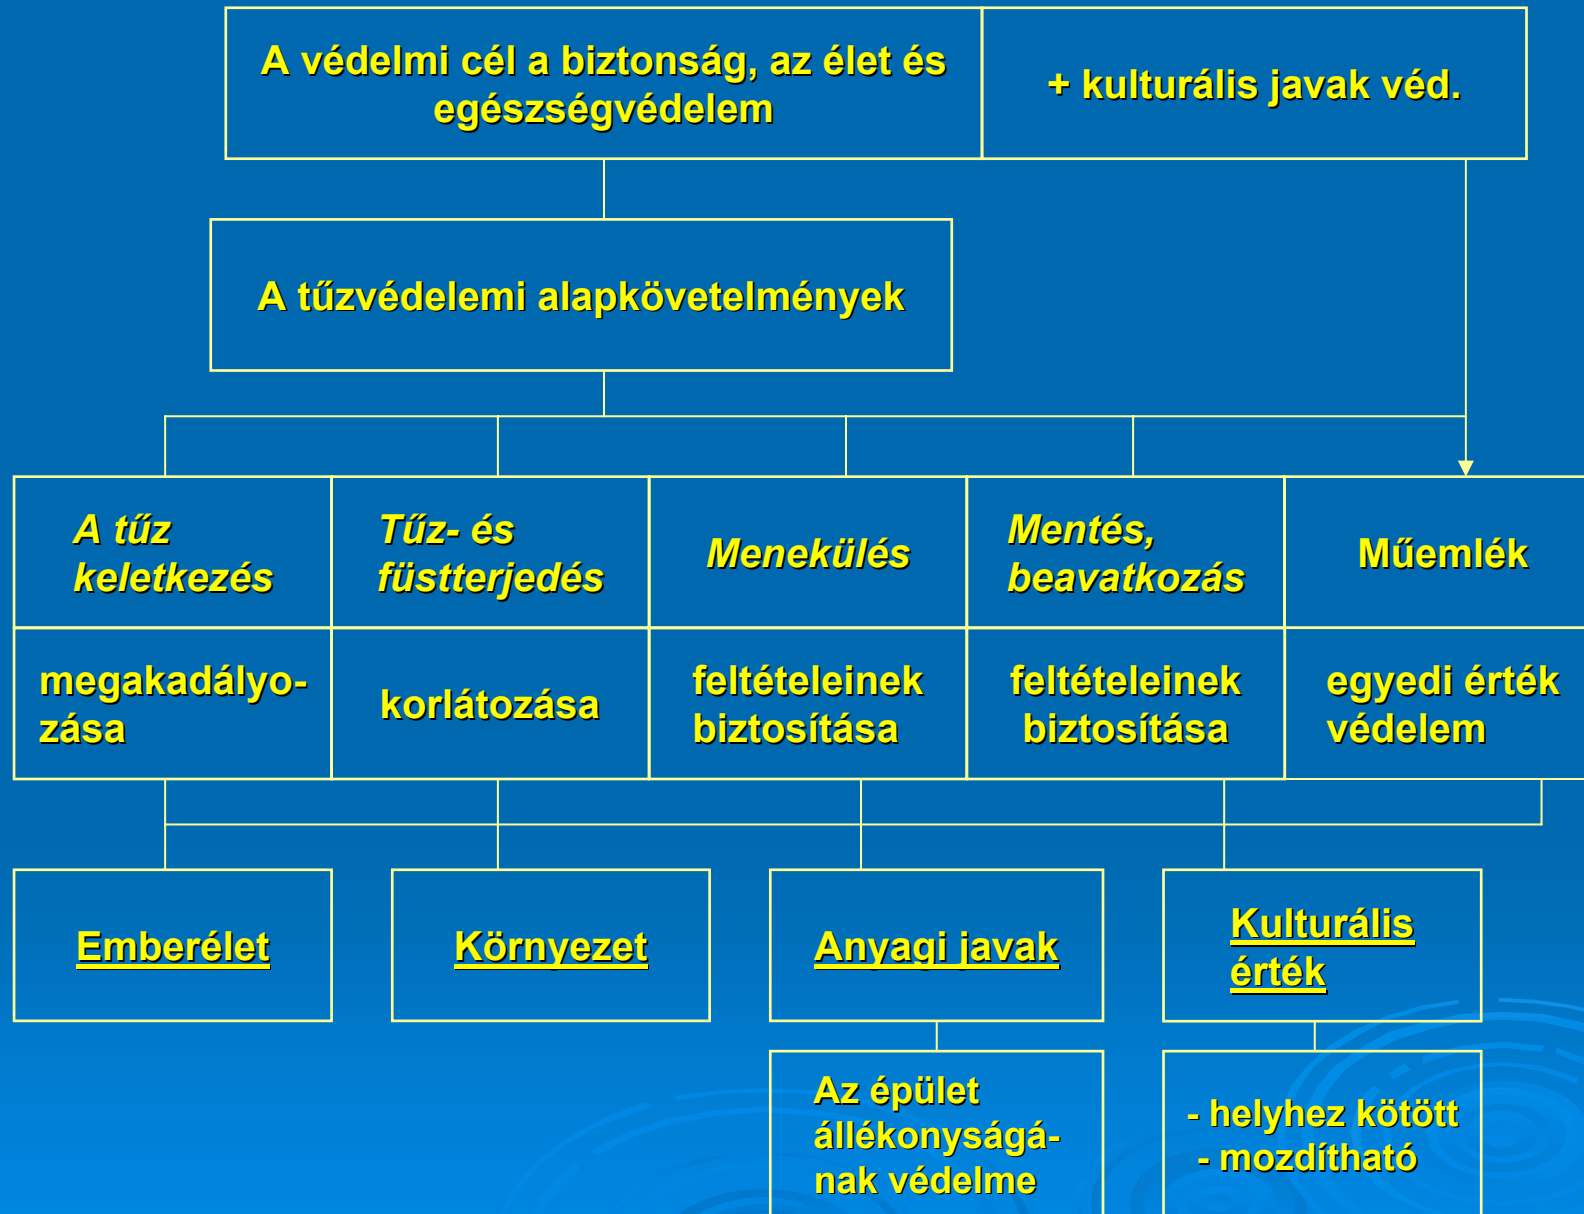 A védelmi cél a biztonság, az élet és
egészségvédelem
+ kulturális javak véd.
A tűzvédelemi alapkövetelmények
A tűz
keletkezés
Tűz- és
füstterjedés
Menekülés
Mentés,
beavatkozás
Műemlék
megakadályo-
zása
korlátozása
feltételeinek
biztosítása
feltételeinek
biztosítása
egyedi érték
védelem
Emberélet
Környezet
Anyagi javak
Kulturális
érték
Az épület
állékonyságá-
nak védelme
- helyhez kötött
- mozdítható